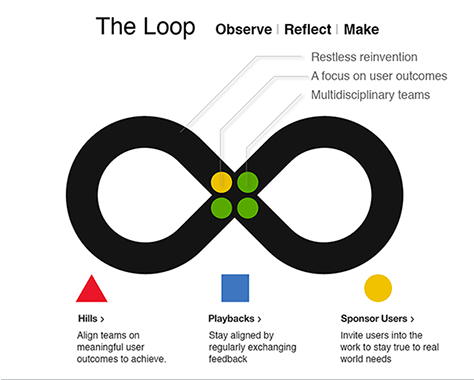 The Loop Observe | Reflect | Make
Restless reinvention
A focus on user outcomes
Multidisciplinary teams
Hills ›
Align teams on
meaningful user
outcomes to achieve.
Playbacks ›
Stay aligned by
regularly exchanging
feedback
Sponsor Users ›
Invite users into the
work to stay true to real
world needs